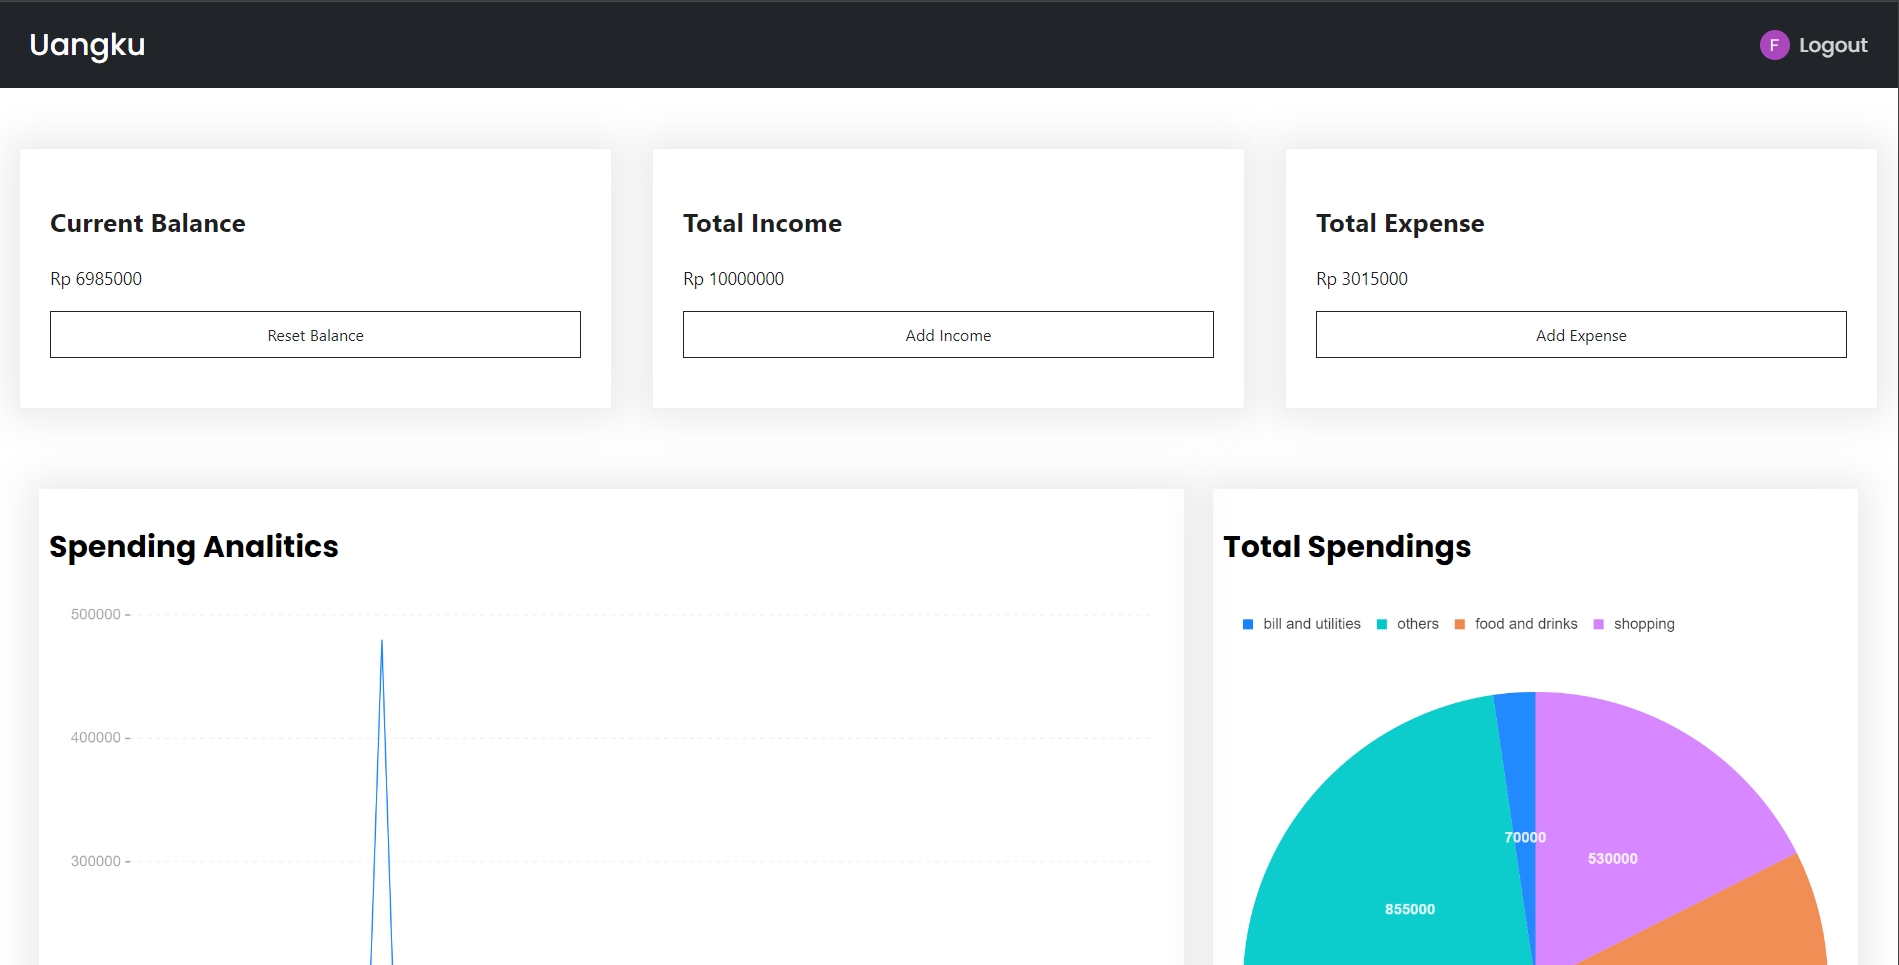 Uangku
F Logout
Current Balance
Rp 6985000
Reset Balance
Total Income
Rp 10000000
Add Income
Total Expense
Rp 3015000
Add Expense
Spending Analitics
500000
400000
300000
Total Spendings
bill and utilities others food and drinks shopping
70000
530000
855000